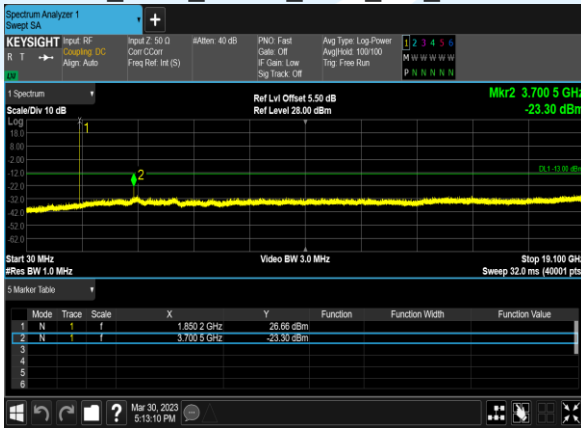 Spectrum Analyzer 1
Swept SA
KEYSIGHT
R T
Input: RF
Coupling: DC
Align: Auto
Input Z: 50 Ω
Corr CCorr
Freq Ref: Int (S)
#Atten: 40 dB
PNO: Fast
Gate: Off
IF Gain: Low
Sig Track: Off
Avg Type: Log-Power
Avg|Hold: 100/100
Trig: Free Run
1 2 3 4 5 6
M W W W W W
P N N N N N
1 Spectrum
Scale/Div 10 dB
Ref Lvl Offset 5.50 dB
Ref Level 28.00 dBm
Mkr2 3.700 5 GHz
-23.30 dBm
Log
18.0
8.00
-2.00
-12.0
-22.0
-32.0
-42.0
-52.0
-62.0
1
2
DL1 -13.00 dBm
Start 30 MHz
#Res BW 1.0 MHz
Video BW 3.0 MHz
Stop 19.100 GHz
Sweep 32.0 ms (40001 pts)
5 Marker Table
Mode Trace Scale X Y Function Function Width Function Value
1 N 1 f 1.850 2 GHz 26.66 dBm
2 N 1 f 3.700 5 GHz -23.30 dBm
3
4
5
6
?
Mar 30, 2023
5:13:10 PM